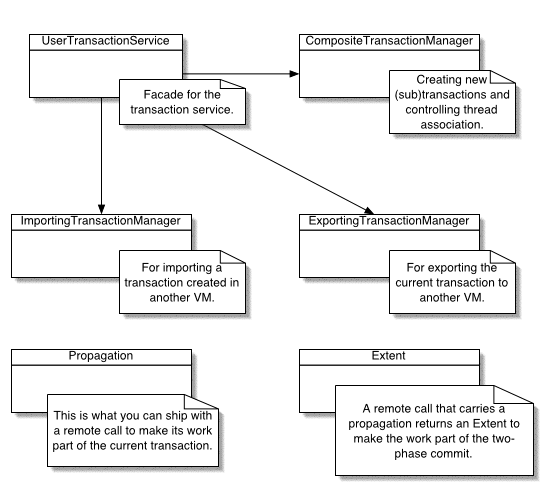 UserTransactionService
CompositeTransactionManager
Facade for the
transaction service.
Creating new
(sub)transactions and
controlling thread
association.
ImportingTransactionManager
ExportingTransactionManager
For importing a
transaction created in
another VM.
For exporting the
current transaction to
another VM.
Propagation
Extent
This is what you can ship with
a remote call to make its work
part of the current transaction.
A remote call that carries a
propagation returns an Extent to
make the work part of the two-
phase commit.